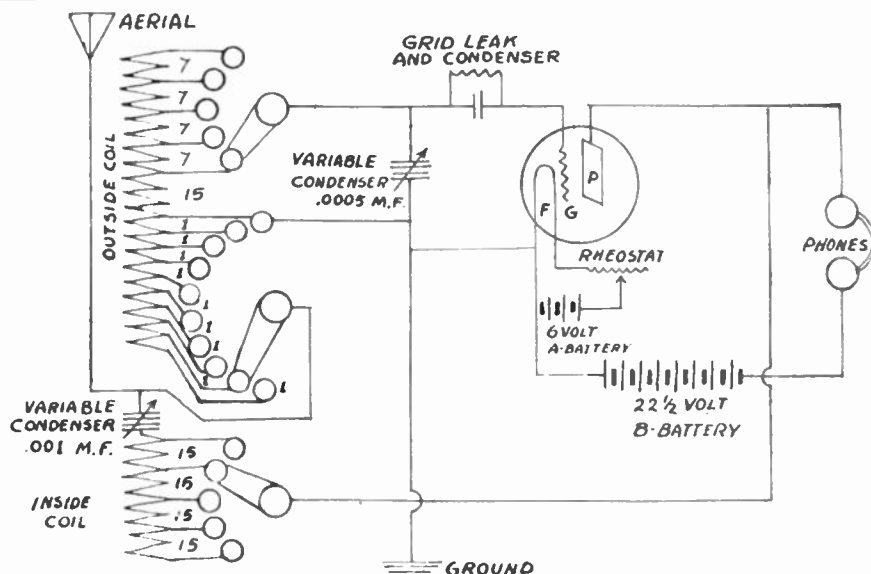 AERIAL
GRID LEAK
AND CONDENSER
7
7
7
7
15
OUTSIDE COIL
VARIABLE
CONDENSER
.0005 M.F.
P
F
G
RHEOSTAT
PHONES
1
1
1
1
1
1
1
1
6 VOLT
A-BATTERY
22 1/2 VOLT
B-BATTERY
VARIABLE
CONDENSER
.001 M.F.
15
15
15
15
INSIDE
COIL
GROUND